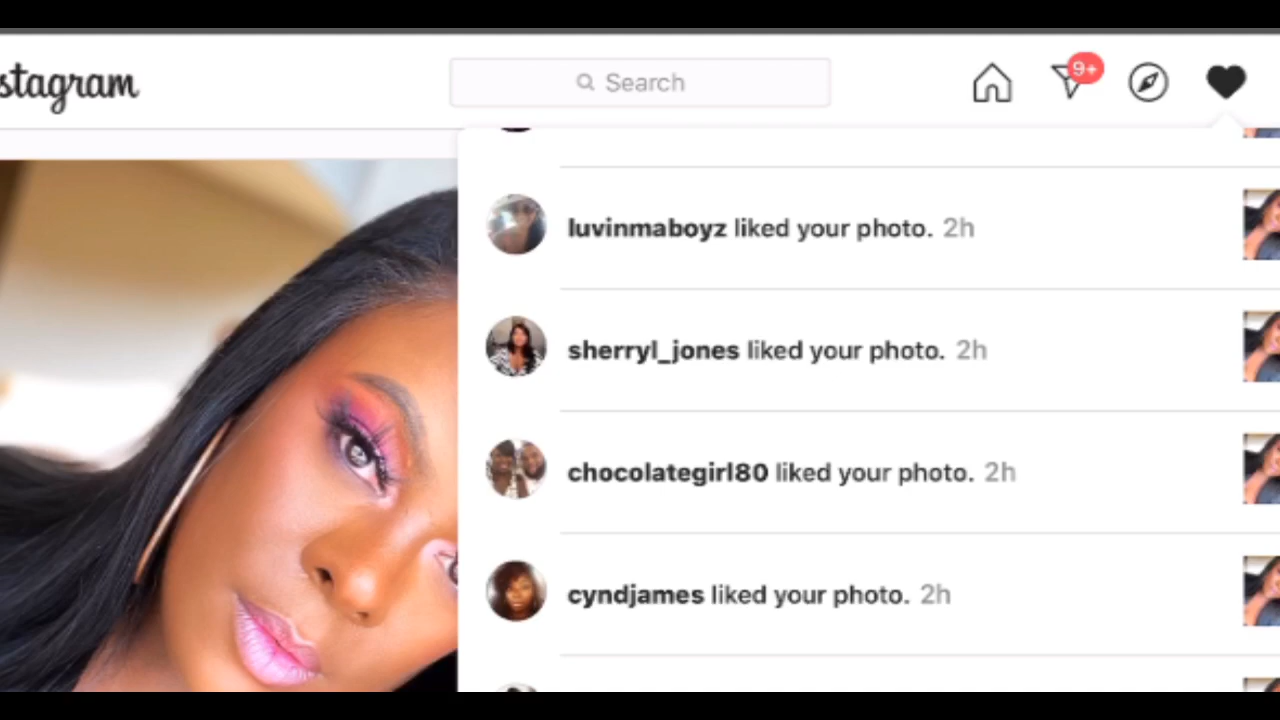 stagram
Search
9+
luvinmaboyz liked your photo. 2h
sherryl_jones liked your photo. 2h
chocolategirl80 liked your photo. 2h
cyndjames liked your photo. 2h